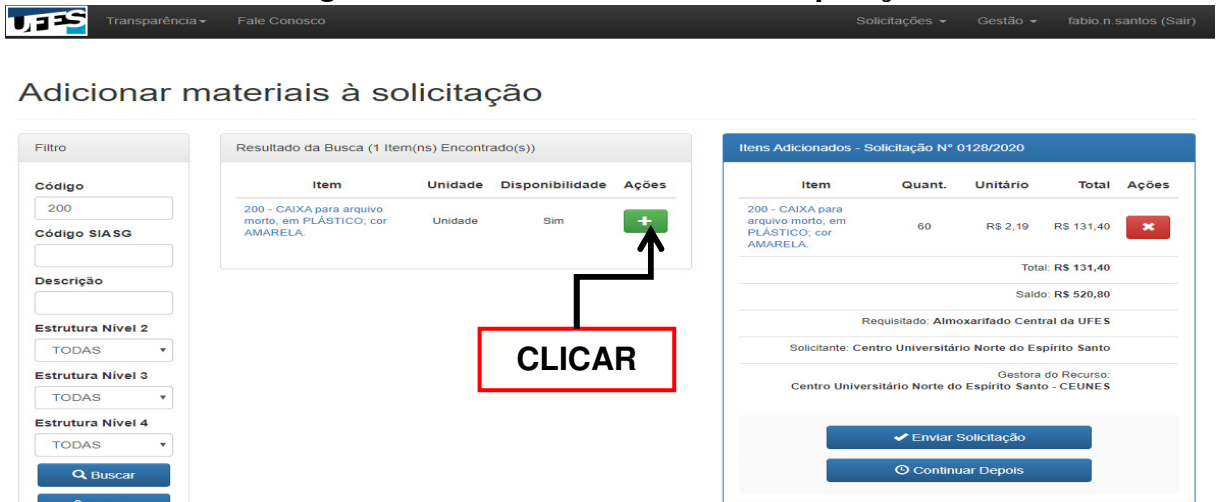 UFES Transparência Fale Conosco Solicitações Gestão fabio.n.santos (Sair)
Adicionar materiais à solicitação
Filtro
Código
200
Código SIASG
Descrição
Estrutura Nível 2
TODAS
Estrutura Nível 3
TODAS
Estrutura Nível 4
TODAS
Buscar
Resultado da Busca (1 Item(ns) Encontrado(s))
Item Unidade Disponibilidade Ações
200 - CAIXA para arquivo
morto, em PLÁSTICO; cor
AMARELA.
Unidade Sim
CLICAR
Itens Adicionados - Solicitação N° 0128/2020
Item Quant. Unitário Total Ações
200 - CAIXA para
arquivo morto, em
PLÁSTICO; cor
AMARELA.
60 R$ 2,19 R$ 131,40
Total: R$ 131,40
Saldo: R$ 520,80
Requisitado: Almoxarifado Central da UFES
Solicitante: Centro Universitário Norte do Espírito Santo
Gestora do Recurso:
Centro Universitário Norte do Espírito Santo - CEUNES
Enviar Solicitação
Continuar Depois